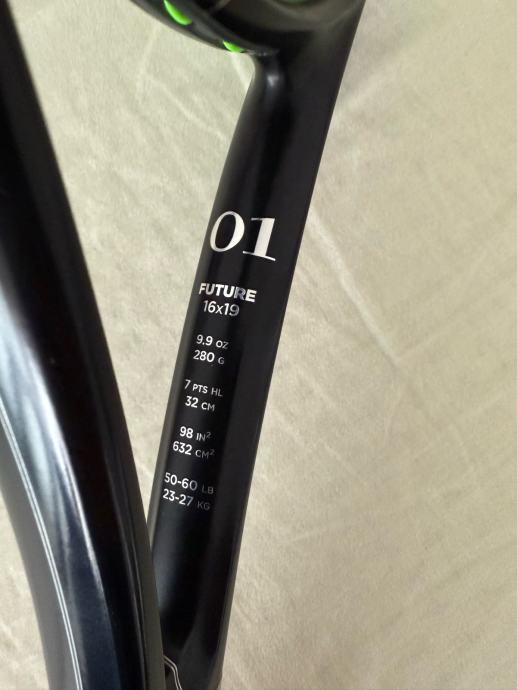 01
FUTURE
16x19
9.9 OZ
280 G
7 PTS HL
32 CM
98 IN²
632 CM²
50-60 LB
23-27 KG